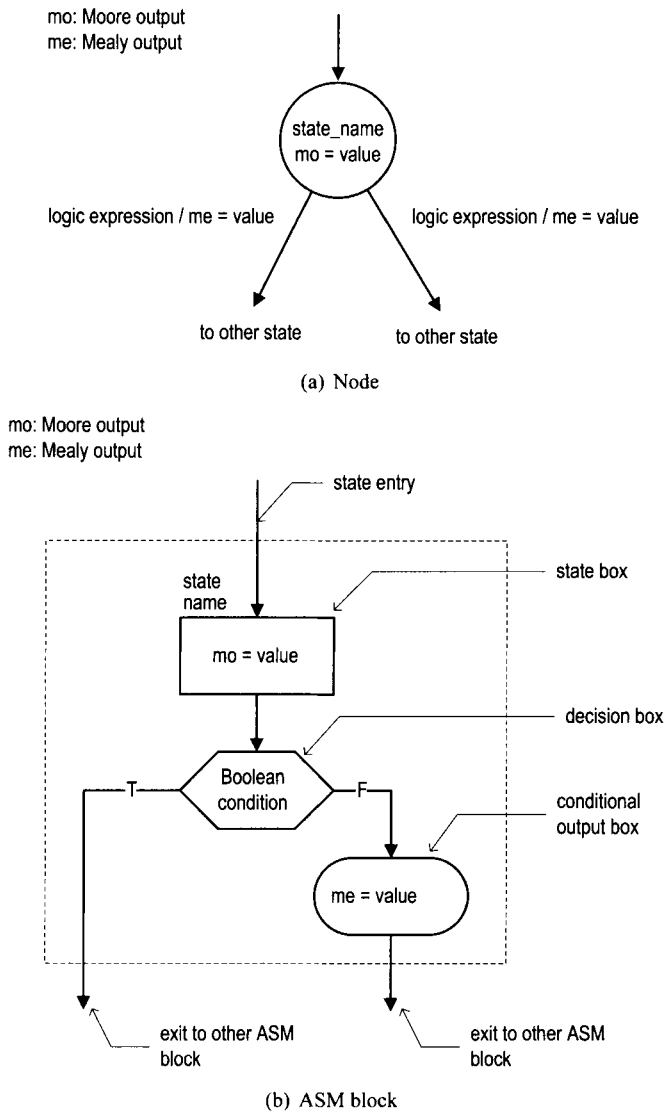 mo: Moore output
me: Mealy output
state_name
mo = value
logic expression / me = value
logic expression / me = value
to other state
to other state
(a) Node
mo: Moore output
me: Mealy output
state entry
state
name
state box
mo = value
decision box
T
Boolean
condition
F
conditional
output box
me = value
exit to other ASM
block
exit to other ASM
block
(b) ASM block